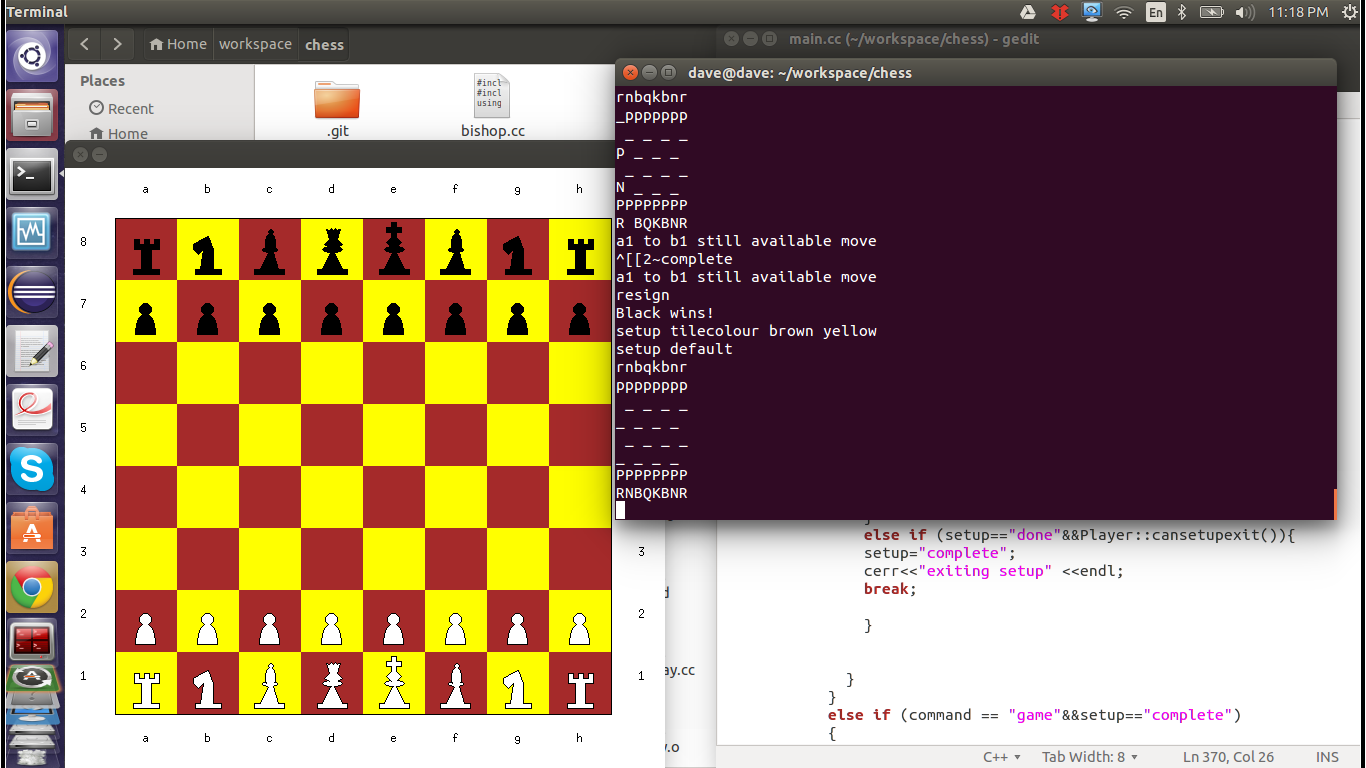 Terminal
En
11:18 PM
Home
workspace
chess
main.cc (~/workspace/chess) - gedit
Places
Recent
Home
.git
#incl
#incl
using
bishop.cc
dave@dave: ~/workspace/chess
rnbqkbnr
_ppppppp
 _ _ _ _
p _ _ _
 _ _ _ _
N _ _ _
PPPPPPPP
R BQKBNR
a1 to b1 still available move
^[[2~complete
a1 to b1 still available move
resign
Black wins!
setup tilecolour brown yellow
setup default
rnbqkbnr
pppppppp
 _ _ _ _
_ _ _ _
 _ _ _ _
_ _ _ _
PPPPPPPP
RNBQKBNR
a b c d e f g h
8
7
6
5
4
3 3
2 2
1 1
a b c d e f g h
ay.cc
.o
}
else if (setup=="done"&&Player::cansetupexit()){
setup="complete";
cerr<<"exiting setup" <<endl;
break;
}
}
}
else if (command == "game"&&setup=="complete")
{
C++
Tab Width: 8
Ln 370, Col 26
INS